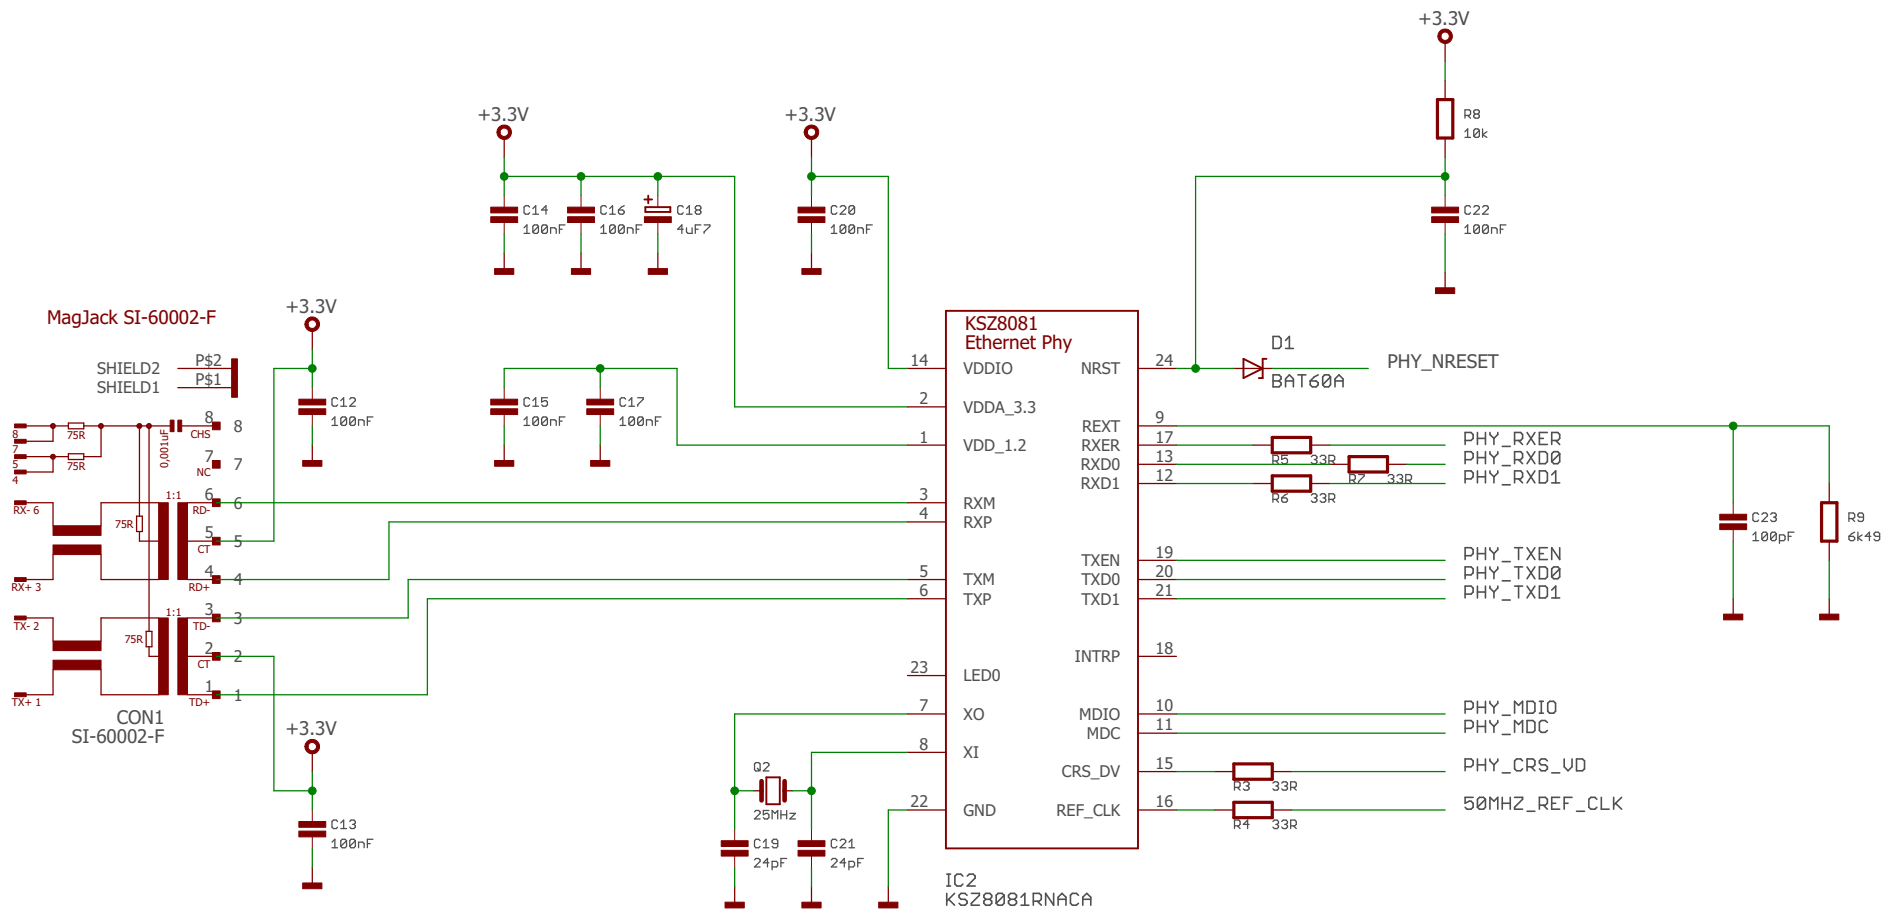 +3.3V
R8
10k
C22
100nF
+3.3V
C14
100nF
C16
100nF
+
C18
4uF7
+3.3V
C20
100nF
MagJack SI-60002-F
SHIELD2 P$2
SHIELD1 P$1
+3.3V
C12
100nF
C15
100nF
C17
100nF
8
7
5
4
75R
75R
0,001uF
8 8
CHS
7 7
NC
RX- 6
RX+ 3
75R
1:1
6 6
RD-
5 5
CT
4 4
RD+
TX- 2
TX+ 1
75R
1:1
3 3
TD-
2 2
CT
1 1
TD+
CON1
SI-60002-F
+3.3V
C13
100nF
KSZ8081
Ethernet Phy
14 VDDIO
2 VDDA_3.3
1 VDD_1.2
3 RXM
4 RXP
5 TXM
6 TXP
23 LED0
7 XO
8 XI
22 GND
NRST 24
REXT 9
RXER 17
RXD0 13
RXD1 12
TXEN 19
TXD0 20
TXD1 21
INTRP 18
MDIO 10
MDC 11
CRS_DV 15
REF_CLK 16
IC2
KSZ8081RNACA
Q2
25MHz
C19
24pF
C21
24pF
D1
BAT60A
PHY_NRESET
R5 33R
PHY_RXER
R7 33R
PHY_RXD0
R6 33R
PHY_RXD1
PHY_TXEN
PHY_TXD0
PHY_TXD1
PHY_MDIO
PHY_MDC
R3 33R
PHY_CRS_VD
R4 33R
50MHZ_REF_CLK
C23
100pF
R9
6k49